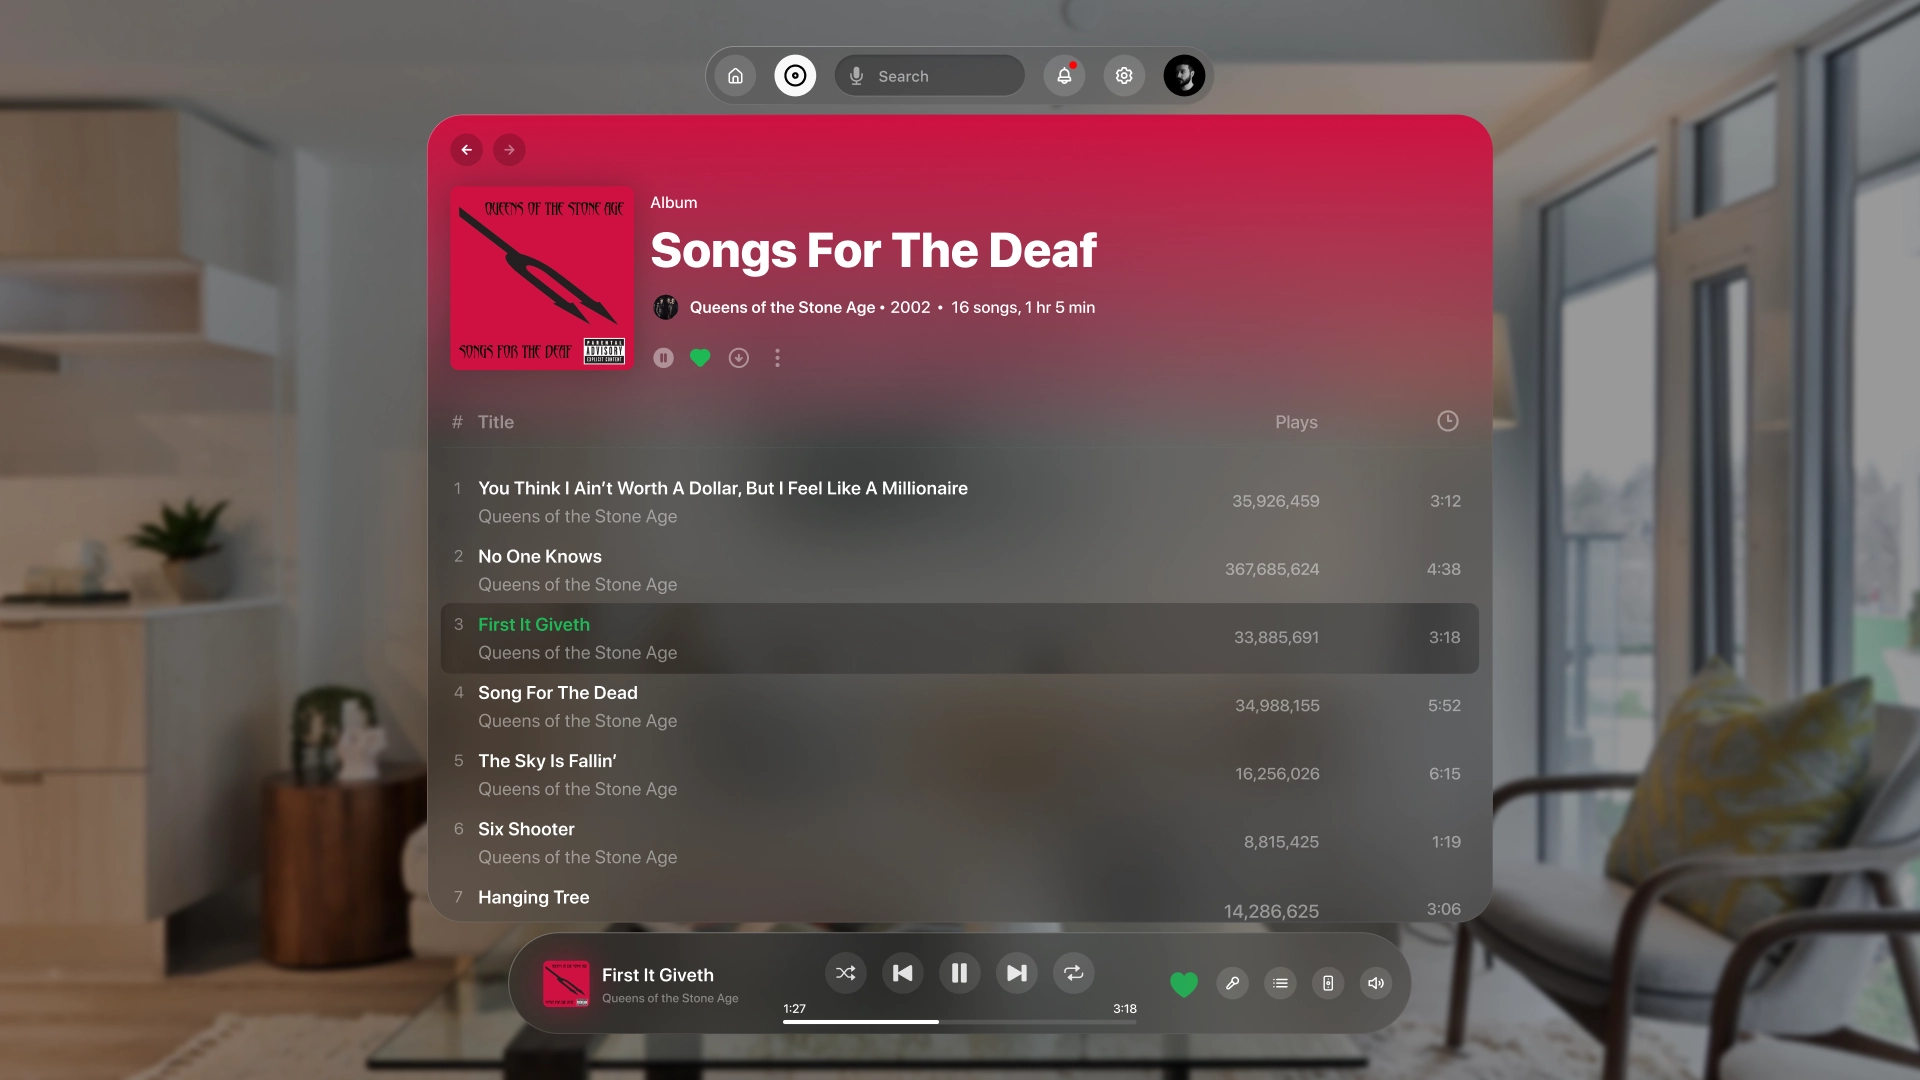 Search
QUEENS OF THE STONE AGE
SONGS FOR THE DEAF
PARENTAL
ADVISORY
EXPLICIT CONTENT
Album
Songs For The Deaf
Queens of the Stone Age • 2002 • 16 songs, 1 hr 5 min
# Title Plays
1 You Think I Ain’t Worth A Dollar, But I Feel Like A Millionaire 35,926,459 3:12
Queens of the Stone Age
2 No One Knows 367,685,624 4:38
Queens of the Stone Age
3 First It Giveth 33,885,691 3:18
Queens of the Stone Age
4 Song For The Dead 34,988,155 5:52
Queens of the Stone Age
5 The Sky Is Fallin’ 16,256,026 6:15
Queens of the Stone Age
6 Six Shooter 8,815,425 1:19
Queens of the Stone Age
7 Hanging Tree 14,286,625 3:06
First It Giveth
Queens of the Stone Age
1:27 3:18